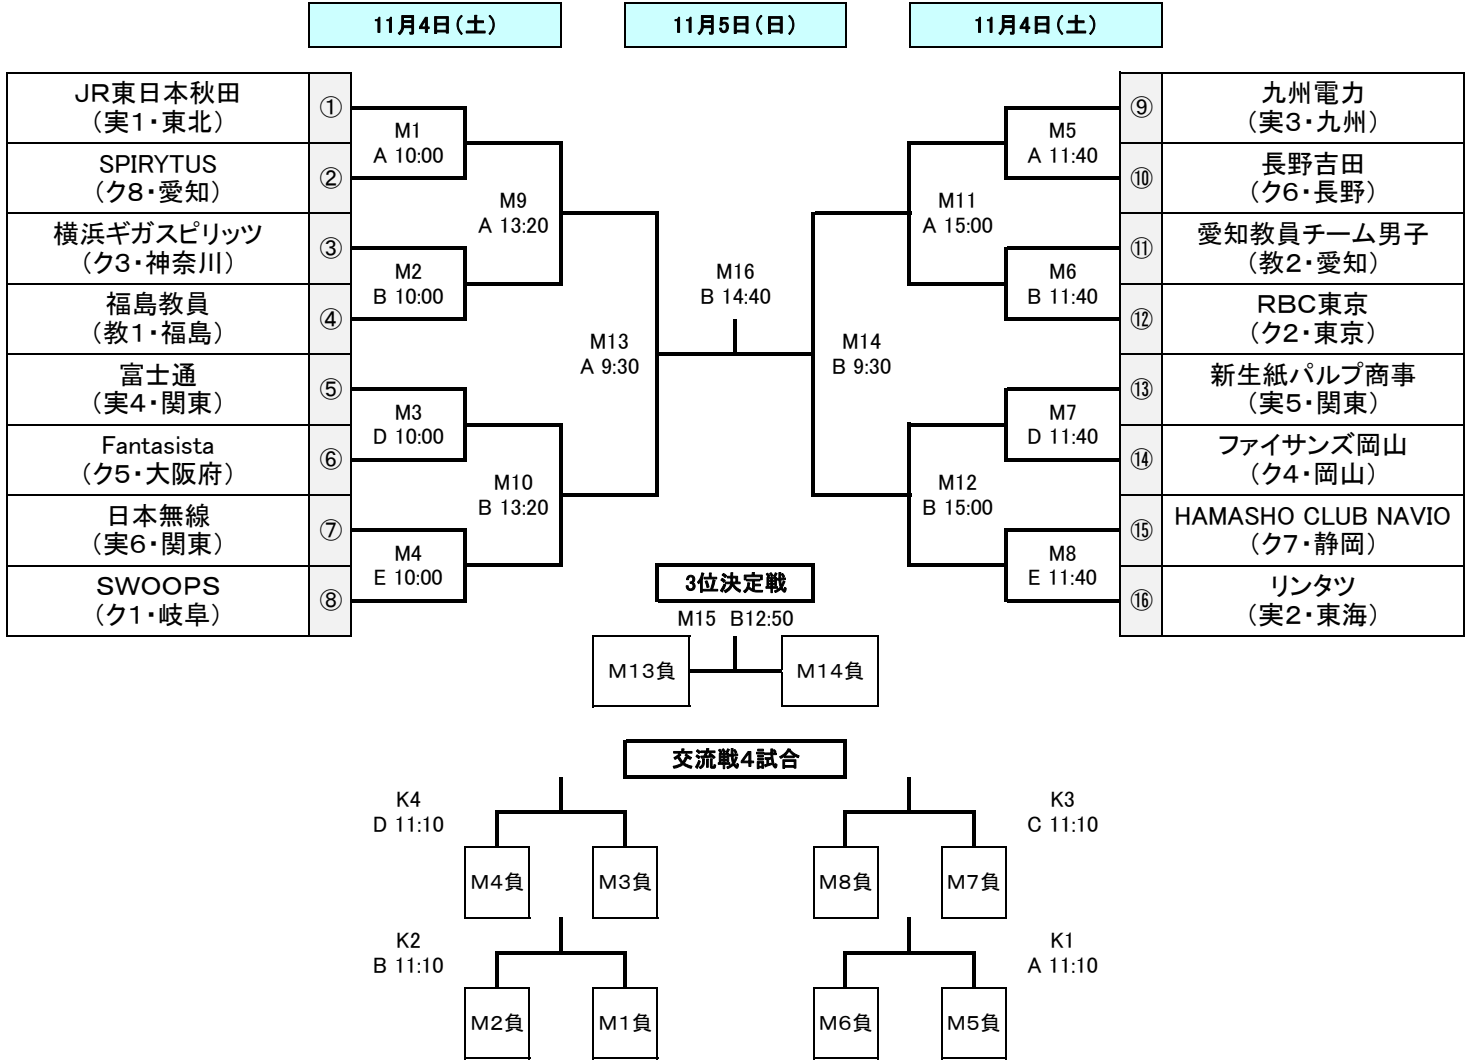 11月4日(土)
11月5日(日)
11月4日(土)
JR東日本秋田
(実1・東北)
①
SPIRYTUS
(ク8・愛知)
②
横浜ギガスピリッツ
(ク3・神奈川)
③
福島教員
(教1・福島)
④
富士通
(実4・関東)
⑤
Fantasista
(ク5・大阪府)
⑥
日本無線
(実6・関東)
⑦
SWOOPS
(ク1・岐阜)
⑧
M1
A 10:00
M2
B 10:00
M3
D 10:00
M4
E 10:00
M9
A 13:20
M10
B 13:20
M13
A 9:30
M16
B 14:40
M14
B 9:30
M11
A 15:00
M12
B 15:00
M5
A 11:40
M6
B 11:40
M7
D 11:40
M8
E 11:40
⑨
九州電力
(実3・九州)
⑩
長野吉田
(ク6・長野)
⑪
愛知教員チーム男子
(教2・愛知)
⑫
RBC東京
(ク2・東京)
⑬
新生紙パルプ商事
(実5・関東)
⑭
ファイサンズ岡山
(ク4・岡山)
⑮
HAMASHO CLUB NAVIO
(ク7・静岡)
⑯
リンタツ
(実2・東海)
3位決定戦
M15 B12:50
M13負
M14負
交流戦4試合
K4
D 11:10
M4負
M3負
K3
C 11:10
M8負
M7負
K2
B 11:10
M2負
M1負
K1
A 11:10
M6負
M5負